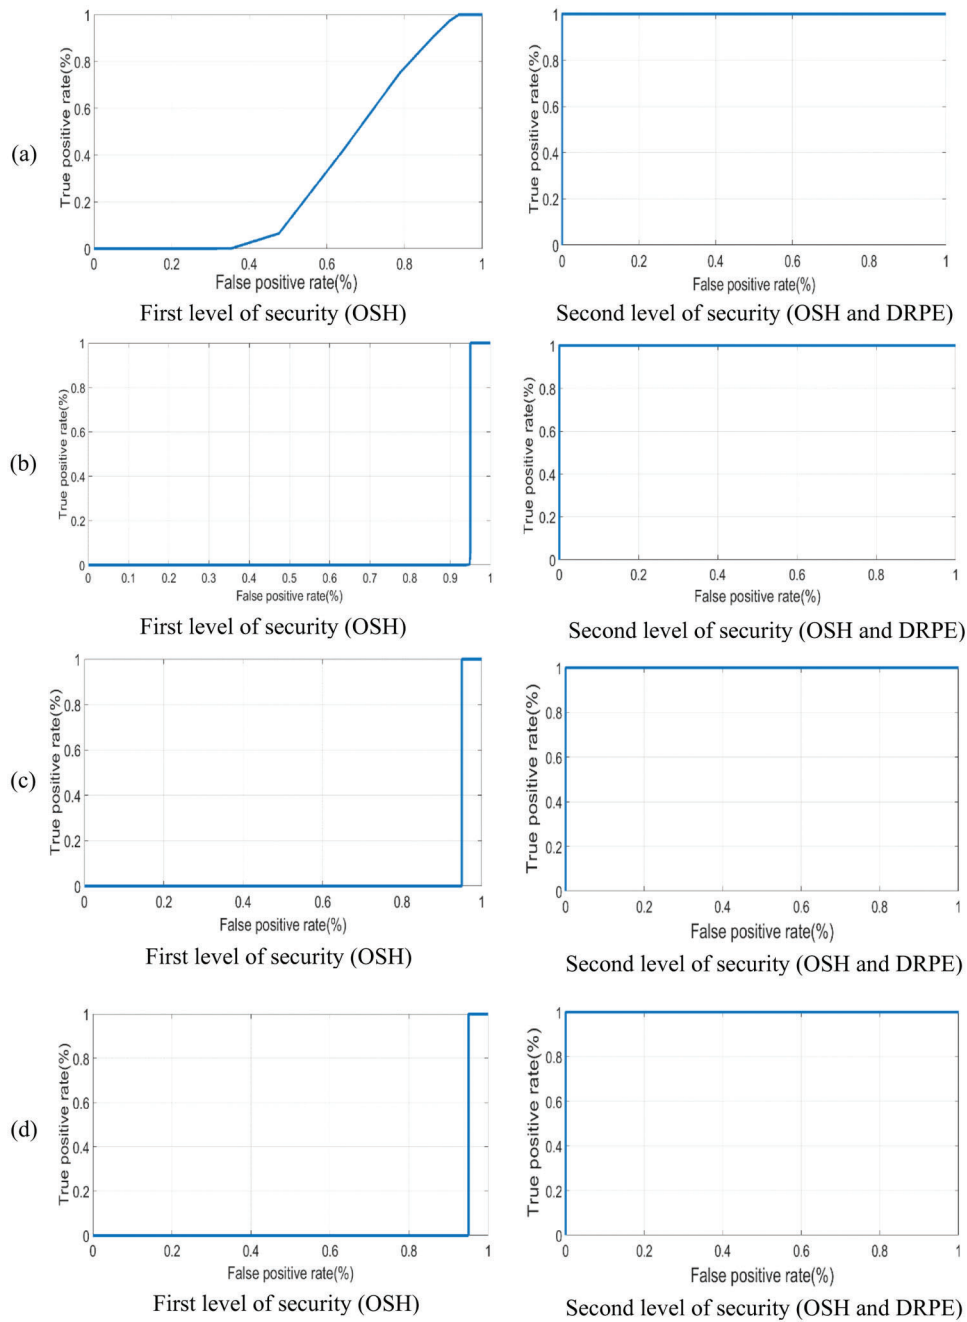 (a)
True positive rate(%)
1
0.8
0.6
0.4
0.2
0
0 0.2 0.4 0.6 0.8 1
False positive rate(%)
First level of security (OSH)
True positive rate(%)
1
0.8
0.6
0.4
0.2
0
0 0.2 0.4 0.6 0.8 1
False positive rate(%)
Second level of security (OSH and DRPE)
(b)
True positive rate(%)
1
0.8
0.6
0.4
0.2
0
0 0.1 0.2 0.3 0.4 0.5 0.6 0.7 0.8 0.9 1
False positive rate(%)
First level of security (OSH)
True positive rate(%)
1
0.8
0.6
0.4
0.2
0
0 0.2 0.4 0.6 0.8 1
False positive rate(%)
Second level of security (OSH and DRPE)
(c)
True positive rate(%)
1
0.8
0.6
0.4
0.2
0
0 0.2 0.4 0.6 0.8 1
False positive rate(%)
First level of security (OSH)
True positive rate(%)
1
0.8
0.6
0.4
0.2
0
0 0.2 0.4 0.6 0.8 1
False positive rate(%)
Second level of security (OSH and DRPE)
(d)
True positive rate(%)
1
0.8
0.6
0.4
0.2
0
0 0.2 0.4 0.6 0.8 1
False positive rate(%)
First level of security (OSH)
True positive rate(%)
1
0.8
0.6
0.4
0.2
0
0 0.2 0.4 0.6 0.8 1
False positive rate(%)
Second level of security (OSH and DRPE)